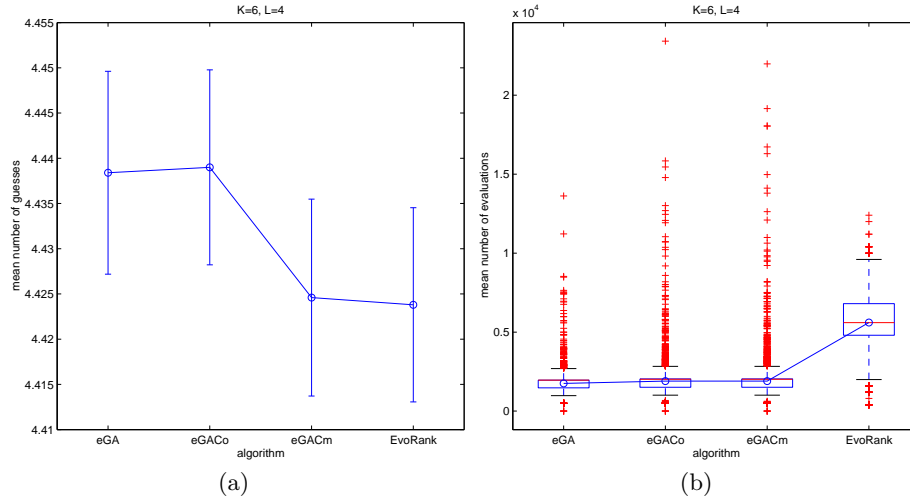 K=6, L=4
4.455
4.45
4.445
4.44
4.435
4.43
4.425
4.42
4.415
4.41
mean number of guesses
eGA eGACo eGACm EvoRank
algorithm
(a)
x 10^4
K=6, L=4
2
1.5
1
0.5
0
mean number of evaluations
eGA eGACo eGACm EvoRank
algorithm
(b)